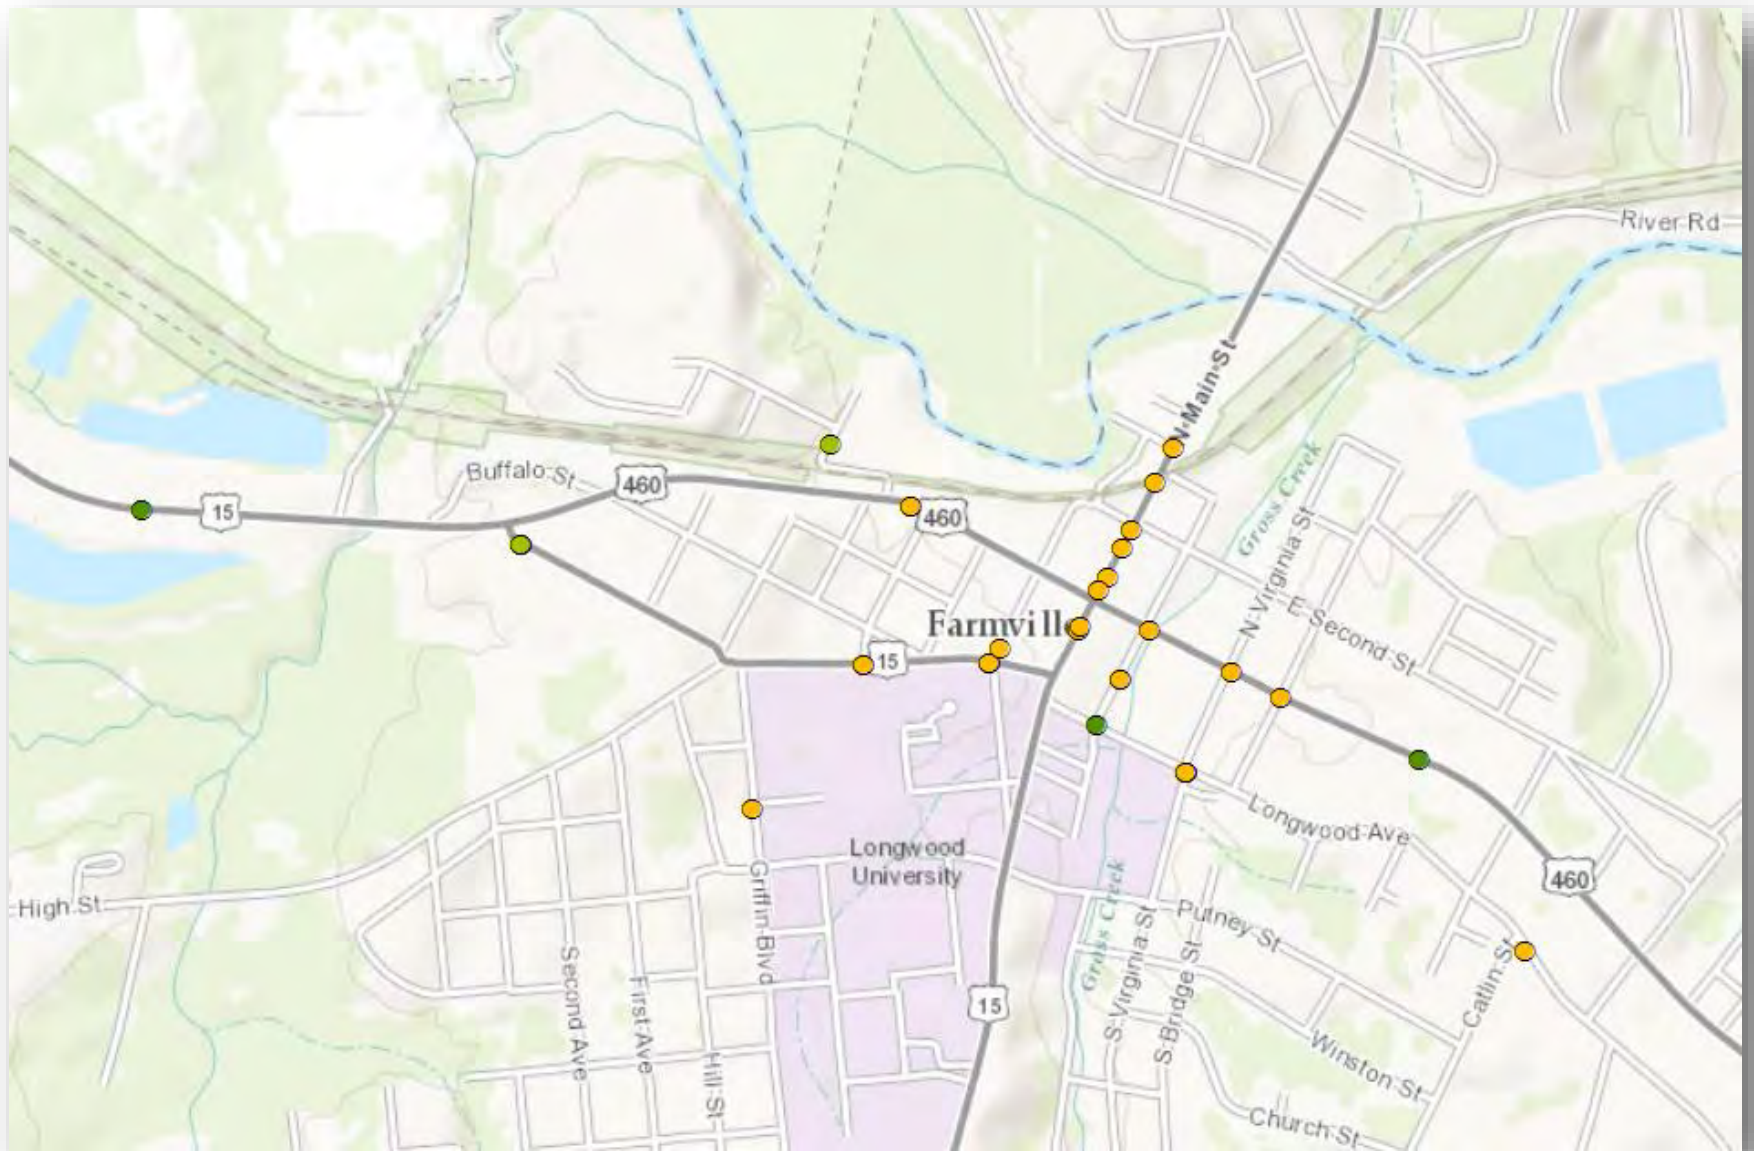 River Rd
N Main St
Buffalo St
460
15
460
Gross Creek
N Virginia St
E Second St
Farmville
15
Longwood Ave
Longwood
University
460
High St
Griffin Blvd
Gross Creek
Putney St
S Virginia St
S Bridge St
Catlin St
Second Ave
First Ave
15
Hill St
Winston St
Church St